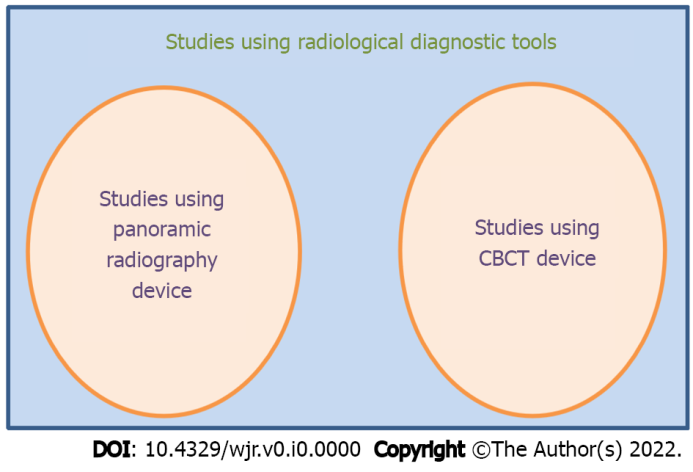 Studies using radiological diagnostic tools
Studies using
panoramic
radiography
device
Studies using
CBCT device
DOI: 10.4329/wjr.v0.i0.0000 Copyright ©The Author(s) 2022.